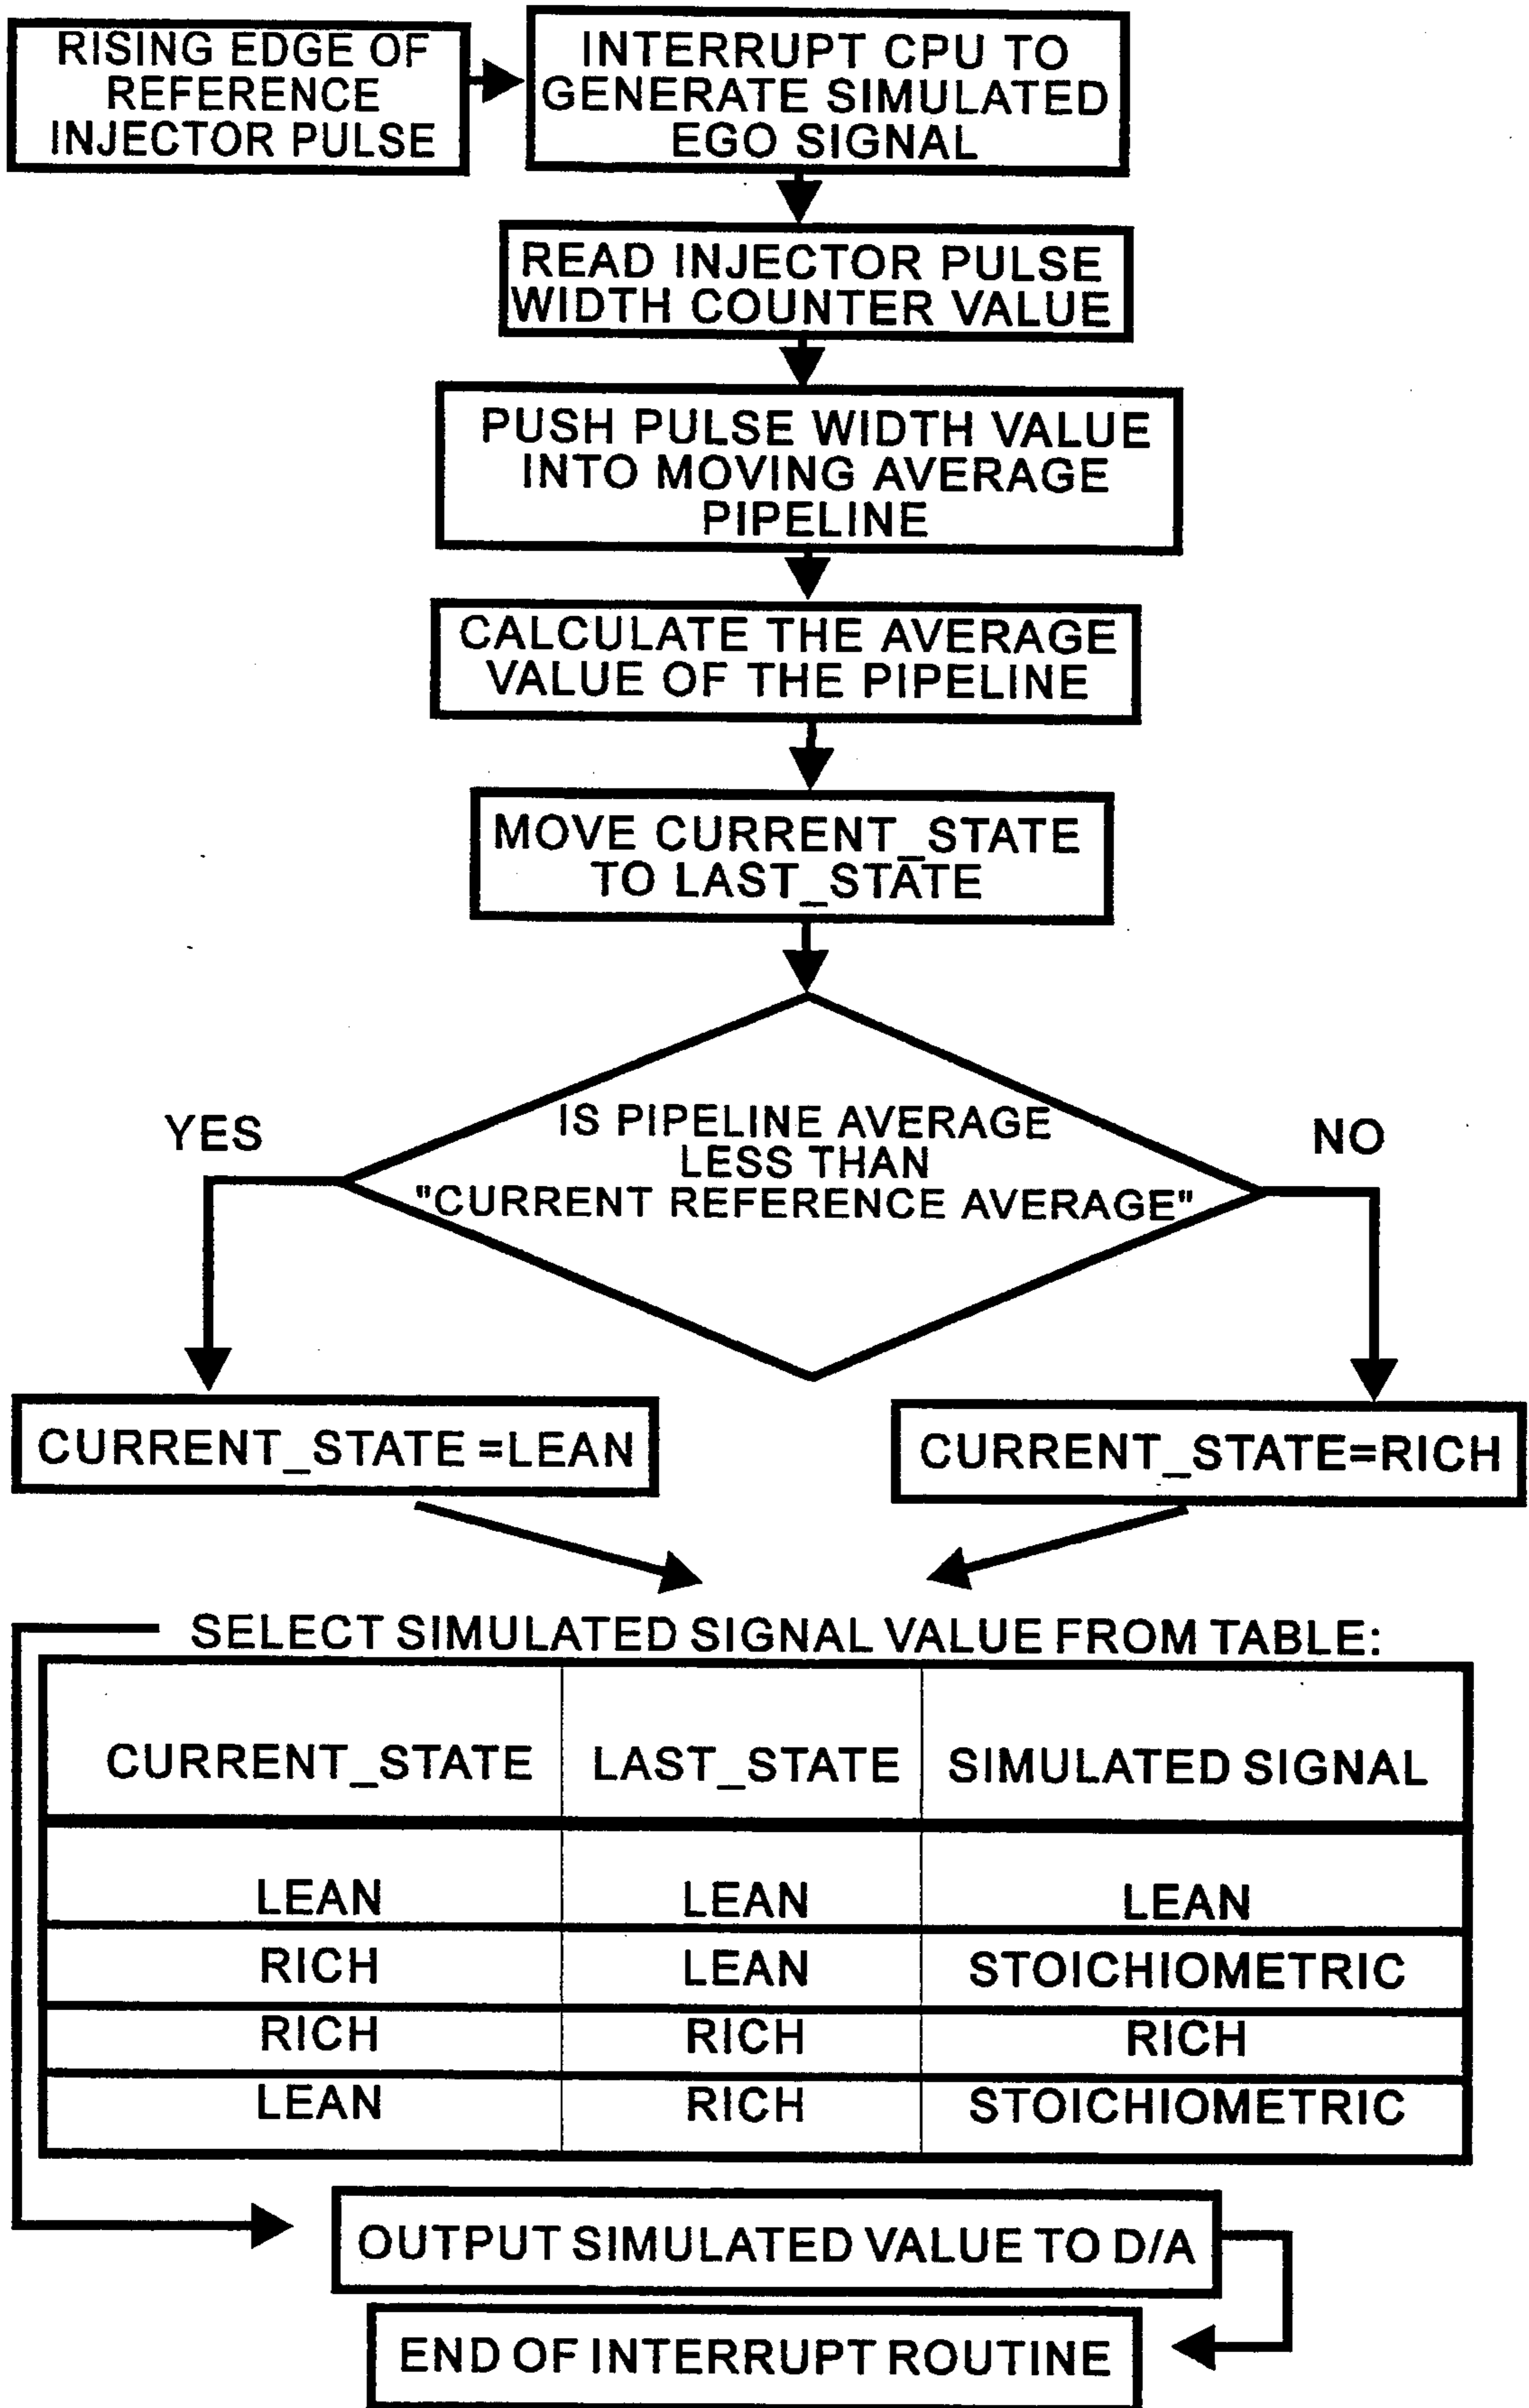 RISING EDGE OF
REFERENCE
INJECTOR PULSE
INTERRUPT CPU TO
GENERATE SIMULATED
EGO SIGNAL
READ INJECTOR PULSE
WIDTH COUNTER VALUE
PUSH PULSE WIDTH VALUE
INTO MOVING AVERAGE
PIPELINE
CALCULATE THE AVERAGE
VALUE OF THE PIPELINE
MOVE CURRENT_STATE
TO LAST_STATE
IS PIPELINE AVERAGE
LESS THAN
"CURRENT REFERENCE AVERAGE"
YES
NO
CURRENT_STATE =LEAN
CURRENT_STATE=RICH
SELECT SIMULATED SIGNAL VALUE FROM TABLE:
CURRENT_STATE LAST_STATE SIMULATED SIGNAL
LEAN LEAN LEAN
RICH LEAN STOICHIOMETRIC
RICH RICH RICH
LEAN RICH STOICHIOMETRIC
OUTPUT SIMULATED VALUE TO D/A
END OF INTERRUPT ROUTINE